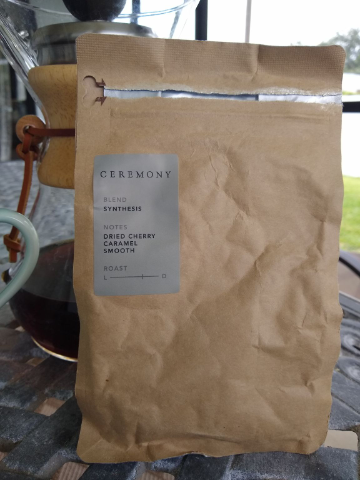 CEREMONY
BLEND
SYNTHESIS
NOTES
DRIED CHERRY
CARAMEL
SMOOTH
ROAST
L D